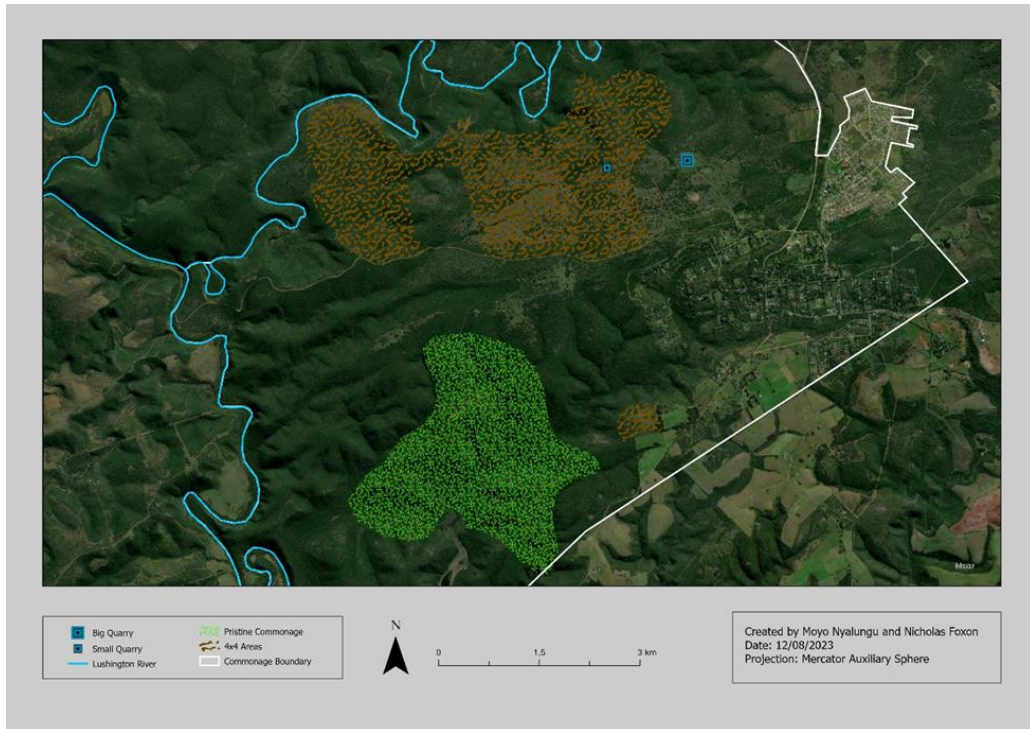 Maxar
Big Quarry
Small Quarry
Lushington River
Pristine Commonage
4x4 Areas
Commonage Boundary
N
0 1,5 3 km
Created by Moyo Nyalungu and Nicholas Foxon
Date: 12/08/2023
Projection: Mercator Auxiliary Sphere